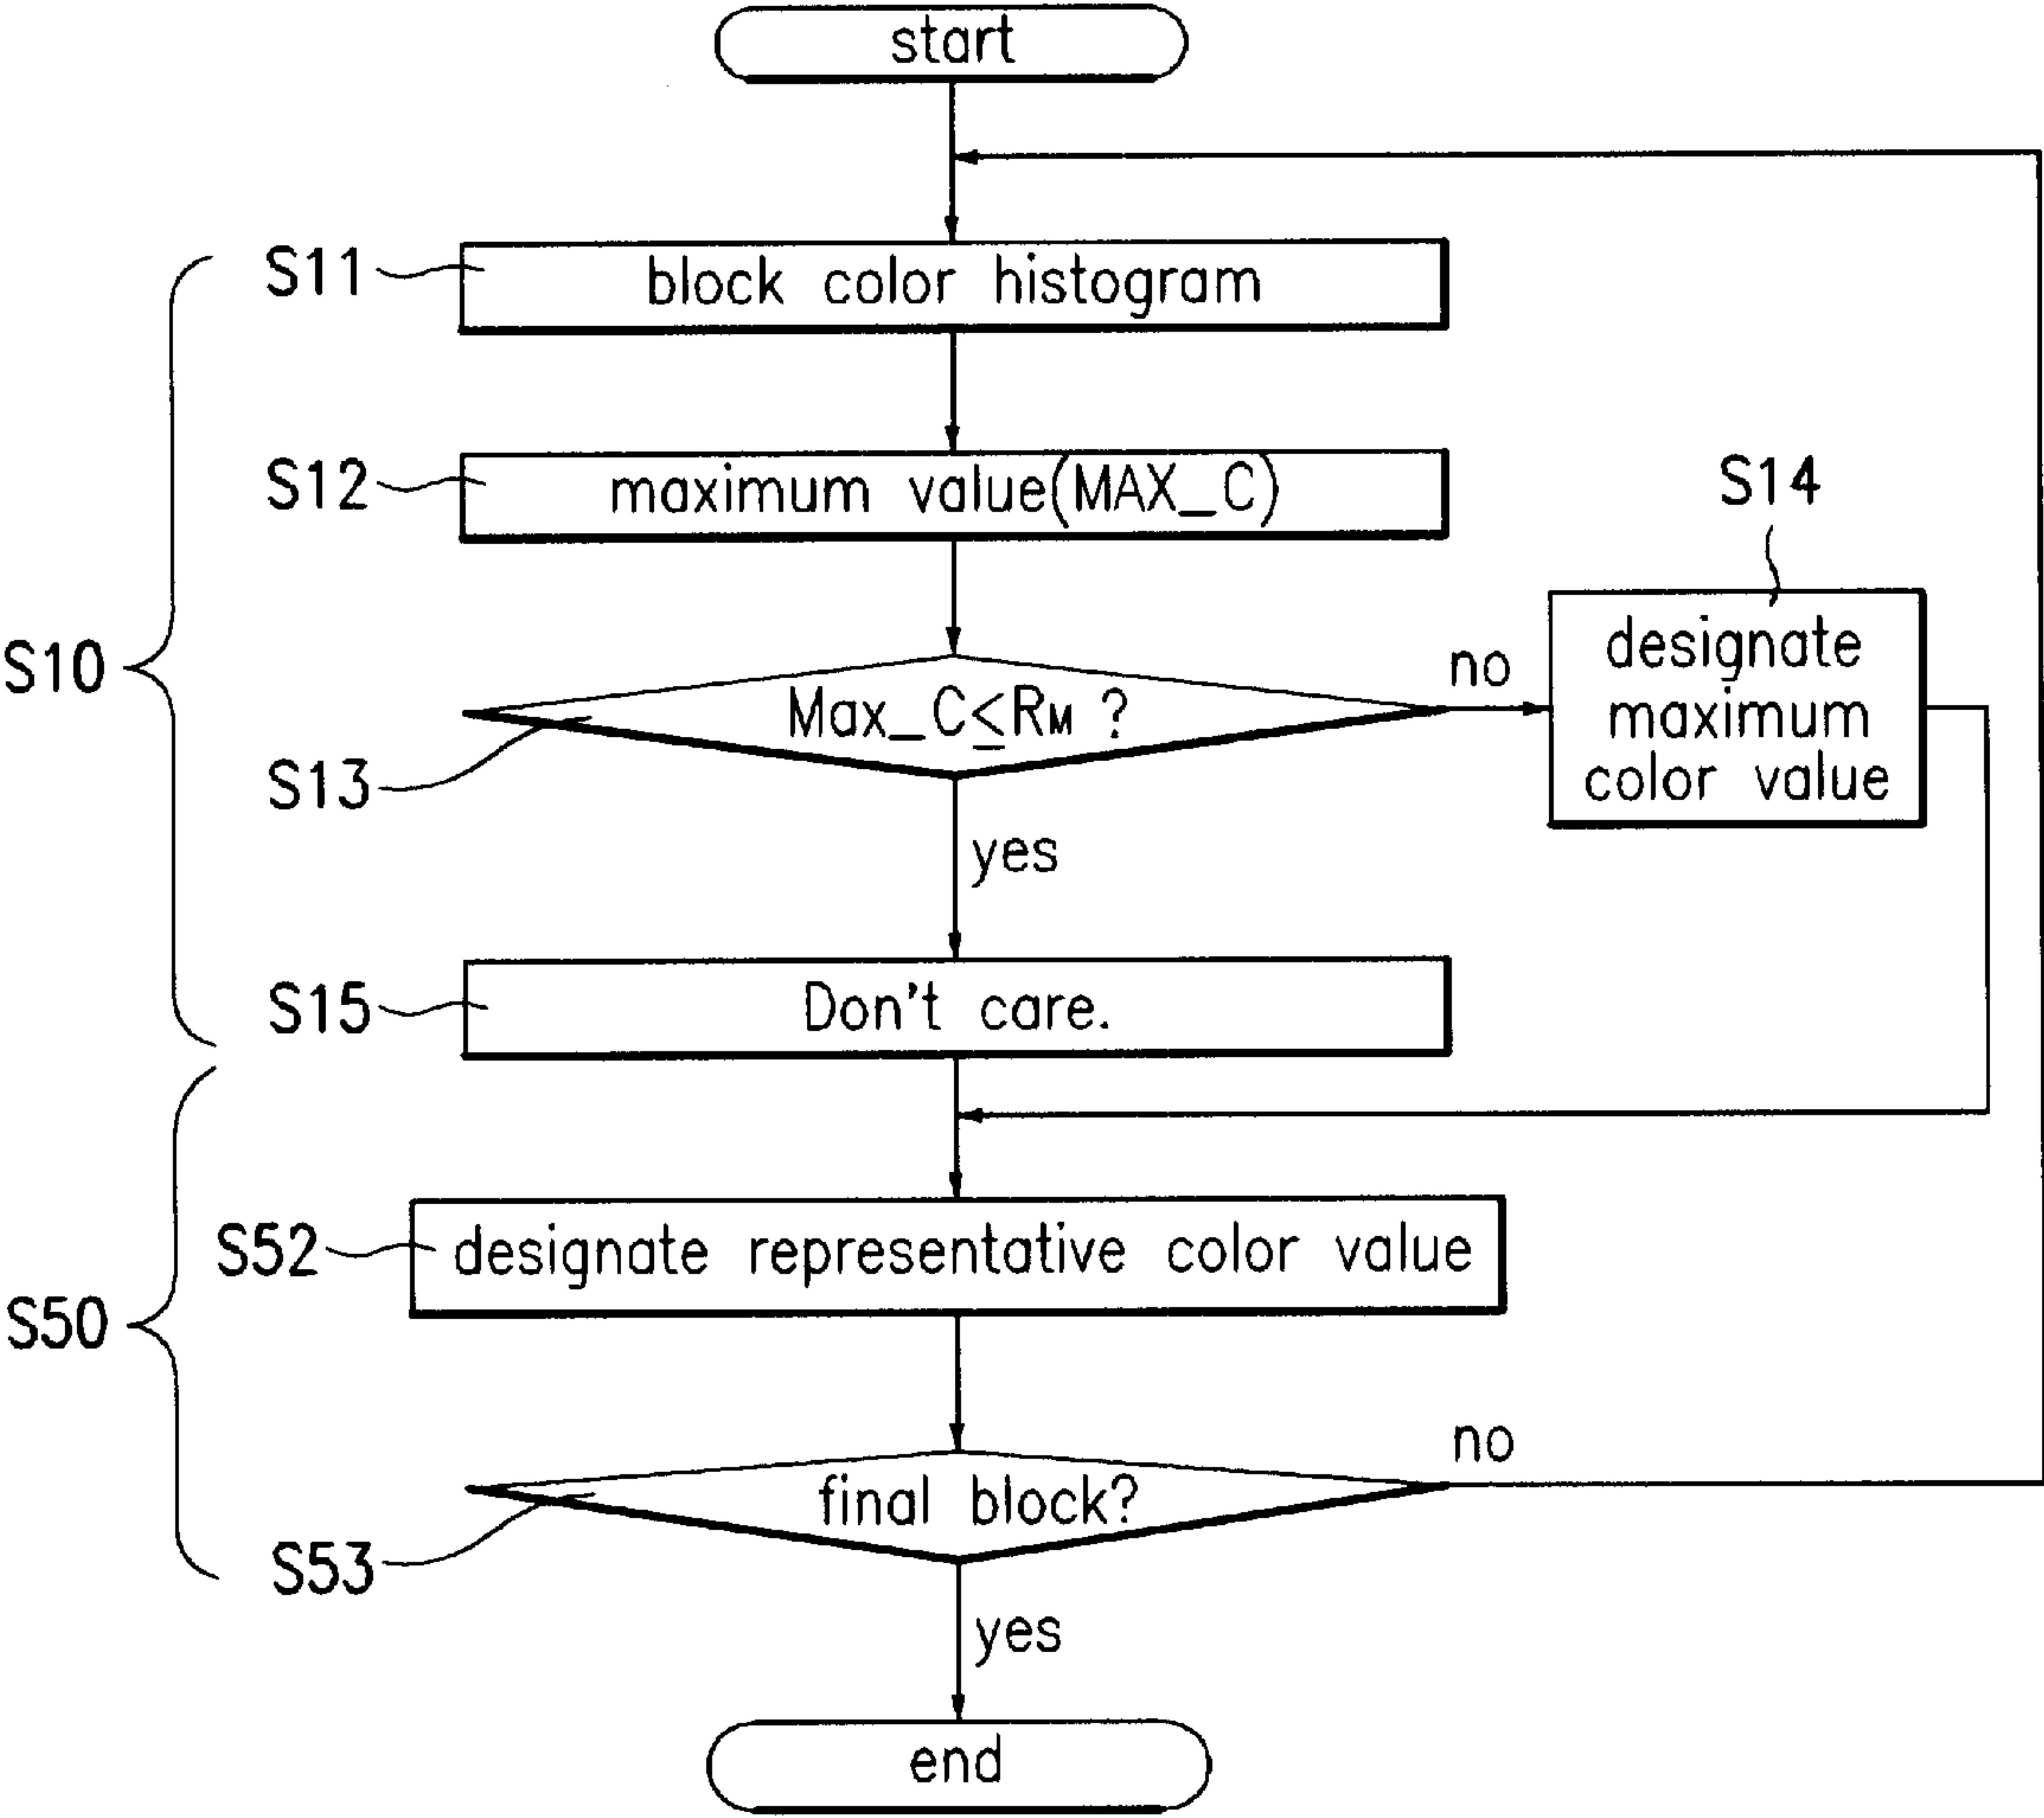 start
S11
block color histogram
S12
maximum value(MAX_C)
S14
designate
maximum
color value
S10
Max_C≤RM ?
no
S13
yes
S15
Don't care.
S52
designate representative color value
S50
final block?
no
S53
yes
end